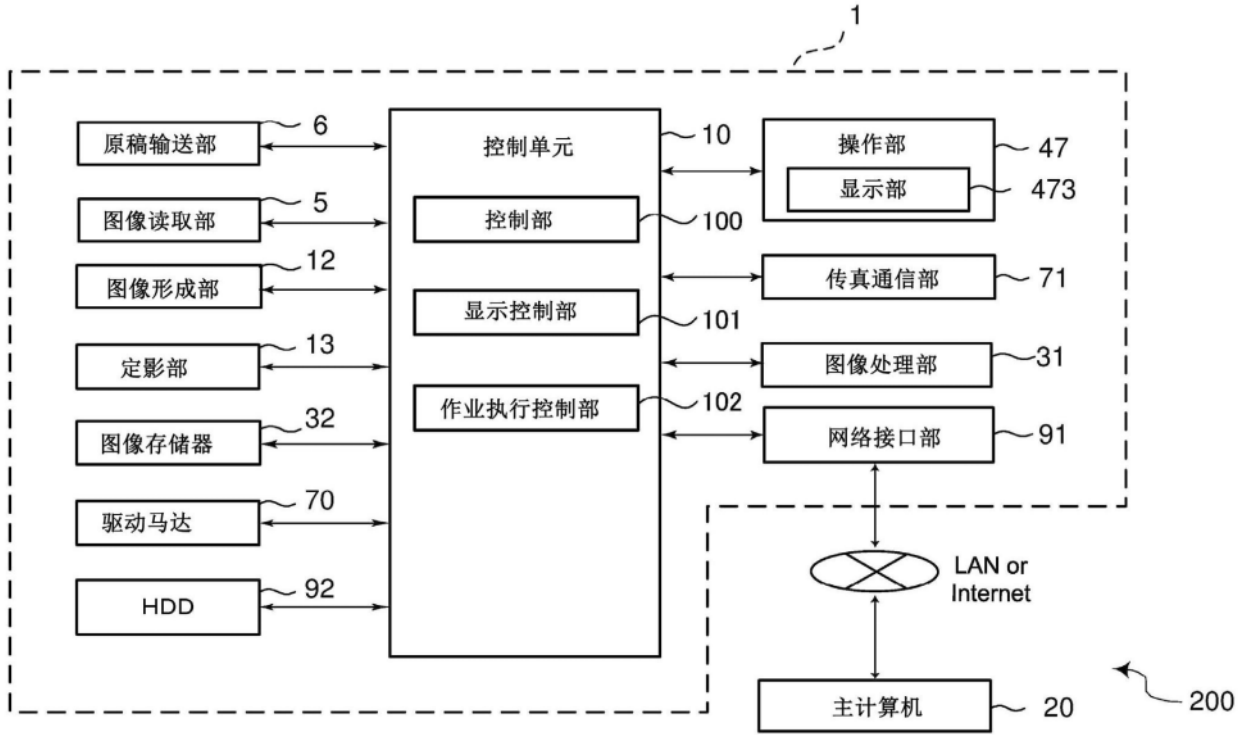 1
原稿输送部
6
图像读取部
5
图像形成部
12
定影部
13
图像存储器
32
驱动马达
70
HDD
92
控制单元
10
控制部
100
显示控制部
101
作业执行控制部
102
操作部
47
显示部
473
传真通信部
71
图像处理部
31
网络接口部
91
LAN or
Internet
主计算机
20
200